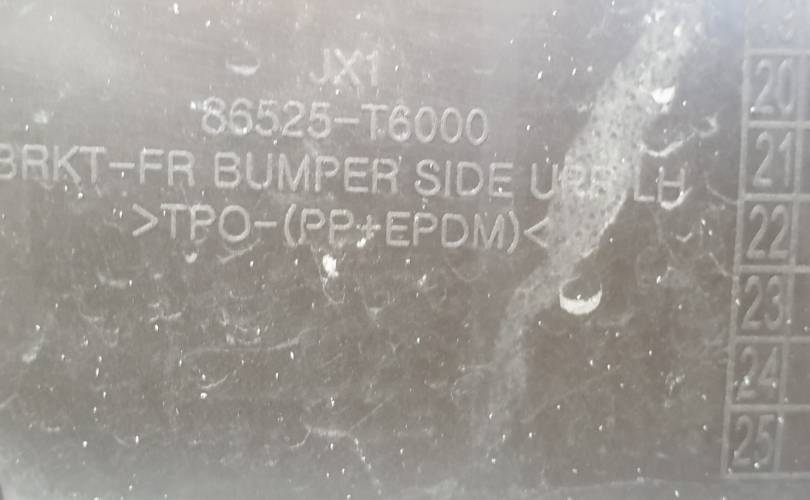 JX1
86525-T6000
BRKT-FR BUMPER SIDE UPR LH
>TPO-(PP+EPDM)<
20
21
22
23
24
25